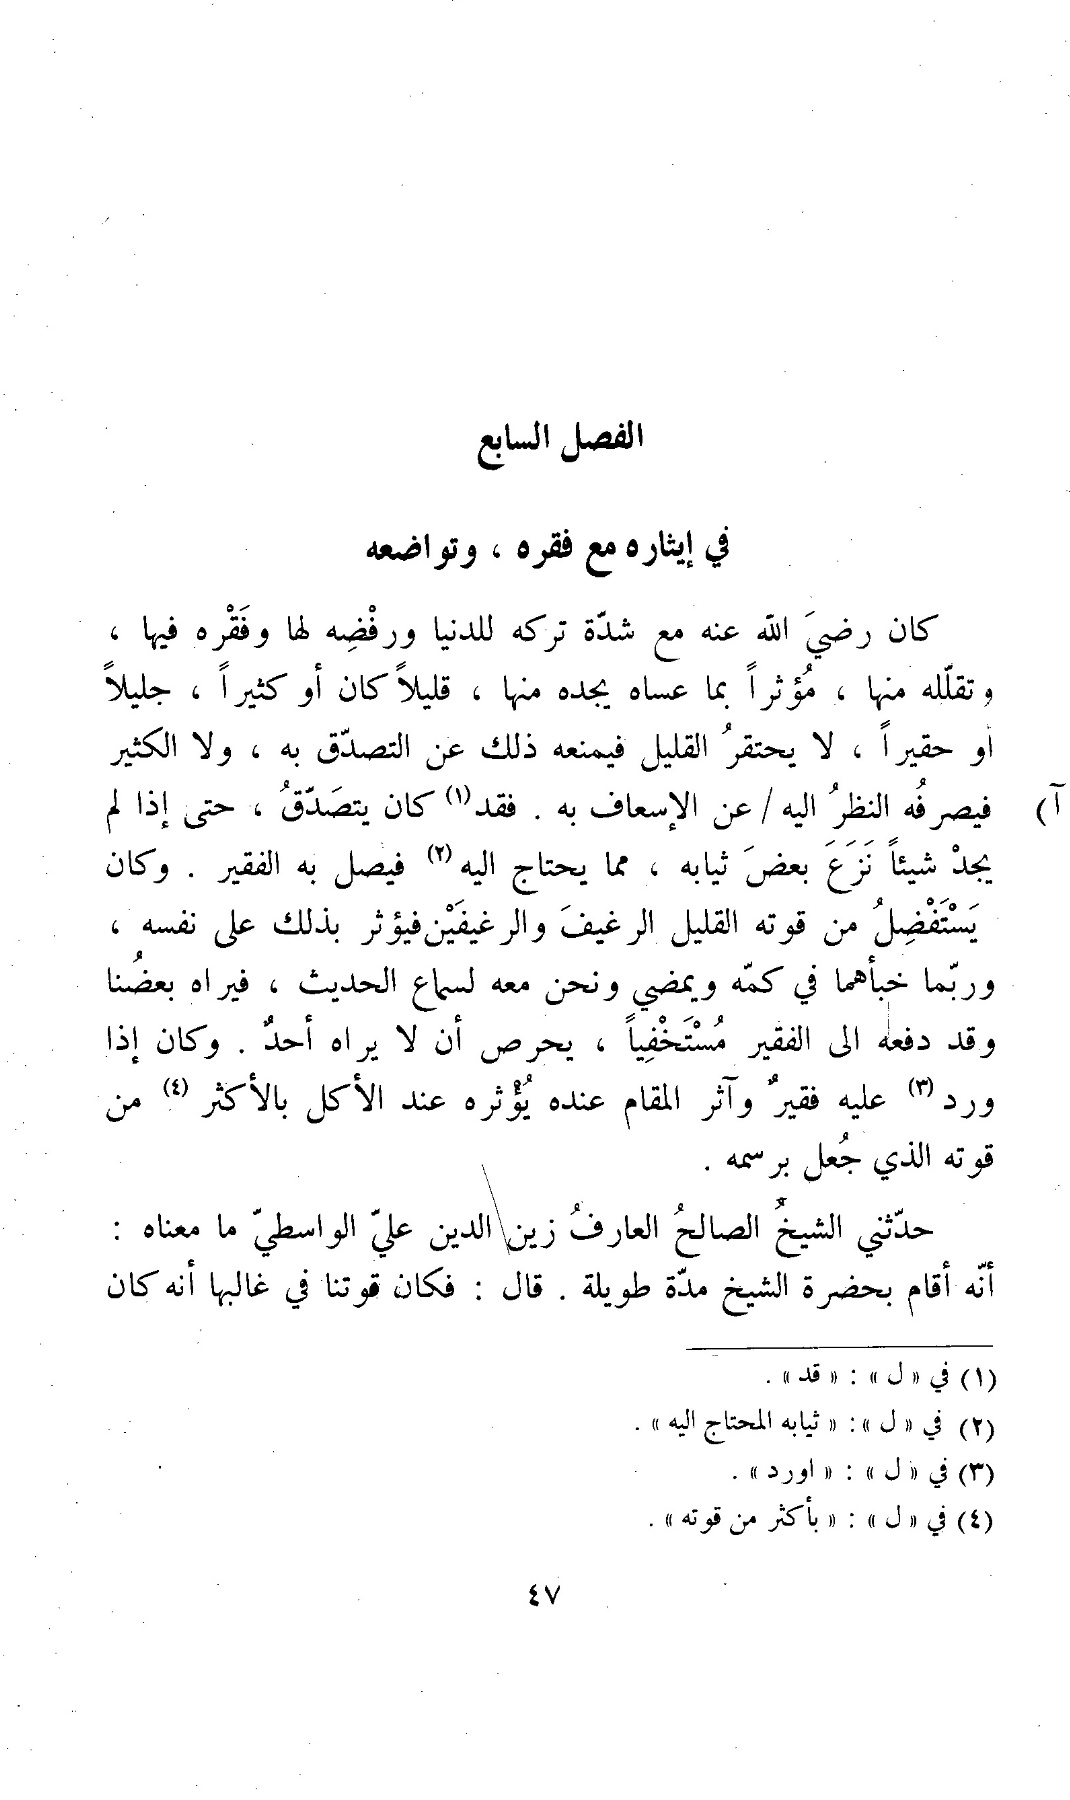 الفصل السابع
في إيثاره مع فقره ، وتواضعه
كان رضيَ الله عنه مع شدّة تركه للدنيا ورفْضِه لها وفَقْره فيها ،
وتقلّله منها ، مُؤثراً بما عساه يجده منها ، قليلاً كان أو كثيراً ، جليلاً
او حقيراً ، لا يحتقرُ القليل فيمنعه ذلك عن التصدّق به ، ولا الكثير
فيصرفُه النظرُ اليه / عن الإسعاف به . فقد(١) كان يتصَدّقُ ، حتى إذا لم
آ)
يجدْ شيئاً نَزَعَ بعضَ ثيابه ، مما يحتاج اليه(٢) فيصل به الفقير . وكان
يَسْتَفْضِلُ من قوته القليل الرغيفَ والرغيفَيْن فيؤثر بذلك على نفسه ،
وربّما خبأهما في كمّه ويمضي ونحن معه لسماع الحديث ، فيراه بعضُنا
وقد دفعه الى الفقير مُسْتَخْفِياً ، يحرص أن لا يراه أحدٌ . وكان إذا
ورد(٣) عليه فقيرٌ وآثر المقام عنده يُؤْثره عند الأكل بالأكثر (٤) من
قوته الذي جُعل برسمه .
حدّثني الشيخُ الصالحُ العارفُ زين الدين عليّ الواسطيّ ما معناه :
أنّه أقام بحضرة الشيخ مدّة طويلة . قال : فكان قوتنا في غالبها أنه كان
(١) في « ل » : « قد » .
(٢) في « ل » : « ثيابه المحتاج اليه » .
(٣) في « ل » : « اورد » .
(٤) في « ل » : « بأكثر من قوته » .
٤٧